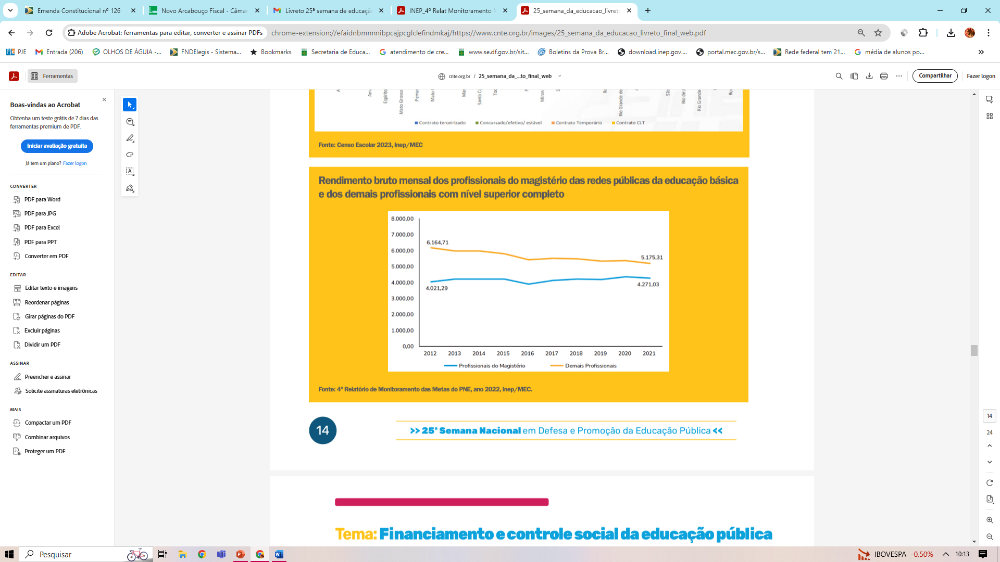 Emenda Constitucional nº 126
Novo Arcabouço Fiscal - Câmar
Livreto 25ª semana de educaçã
INEP_4º Relat Monitoramento M
25_semana_da_educacao_livreto
Adobe Acrobat: ferramentas para editar, converter e assinar PDFs
chrome-extension://efaidnbmnnnibpcajpcglclefindmkaj/https://www.cnte.org.br/images/25_semana_da_educacao_livreto_final_web.pdf
PJE
Entrada (206)
OLHOS DE ÁGUIA -...
FNDElegis - Sistema...
Bookmarks
Secretaria de Educa...
atendimento de cre...
www.se.df.gov.br/sit...
Boletins da Prova Br...
download.inep.gov....
portal.mec.gov.br/s...
Rede federal tem 21...
média de alunos po...
Ferramentas
cnte.org.br / 25_semana_da_...to_final_web
Compartilhar
Fazer logon
Boas-vindas ao Acrobat
Obtenha um teste grátis de 7 dias das
ferramentas premium de PDF.
Iniciar avaliação gratuita
Já tem um plano? Fazer logon
CONVERTER
PDF para Word
PDF para JPG
PDF para Excel
PDF para PPT
Converter em PDF
EDITAR
Editar texto e imagens
Reordenar páginas
Girar páginas do PDF
Excluir páginas
Dividir um PDF
ASSINAR
Preencher e assinar
Solicite assinaturas eletrônicas
MAIS
Compactar um PDF
Combinar arquivos
Proteger um PDF
Espírito
Mato Grosso
Santa C
Minas
Rio Grande do
São
Rio de J
Rio Grande
Contrato terceirizado
Concursado/efetivo/ estável
Contrato Temporário
Contrato CLT
Fonte: Censo Escolar 2023, Inep/MEC
Rendimento bruto mensal dos profissionais do magistério das redes públicas da educação básica
e dos demais profissionais com nível superior completo
8.000,00
7.000,00
6.000,00
5.000,00
4.000,00
3.000,00
2.000,00
1.000,00
0,00
6.164,71
5.175,31
4.021,29
4.271,03
2012 2013 2014 2015 2016 2017 2018 2019 2020 2021
Profissionais do Magistério
Demais Profissionais
Fonte: 4º Relatório de Monitoramento das Metas do PNE, ano 2022, Inep/MEC.
14
>> 25ª Semana Nacional em Defesa e Promoção da Educação Pública <<
Tema: Financiamento e controle social da educação pública
14
24
Pesquisar
IBOVESPA -0,50%
10:13